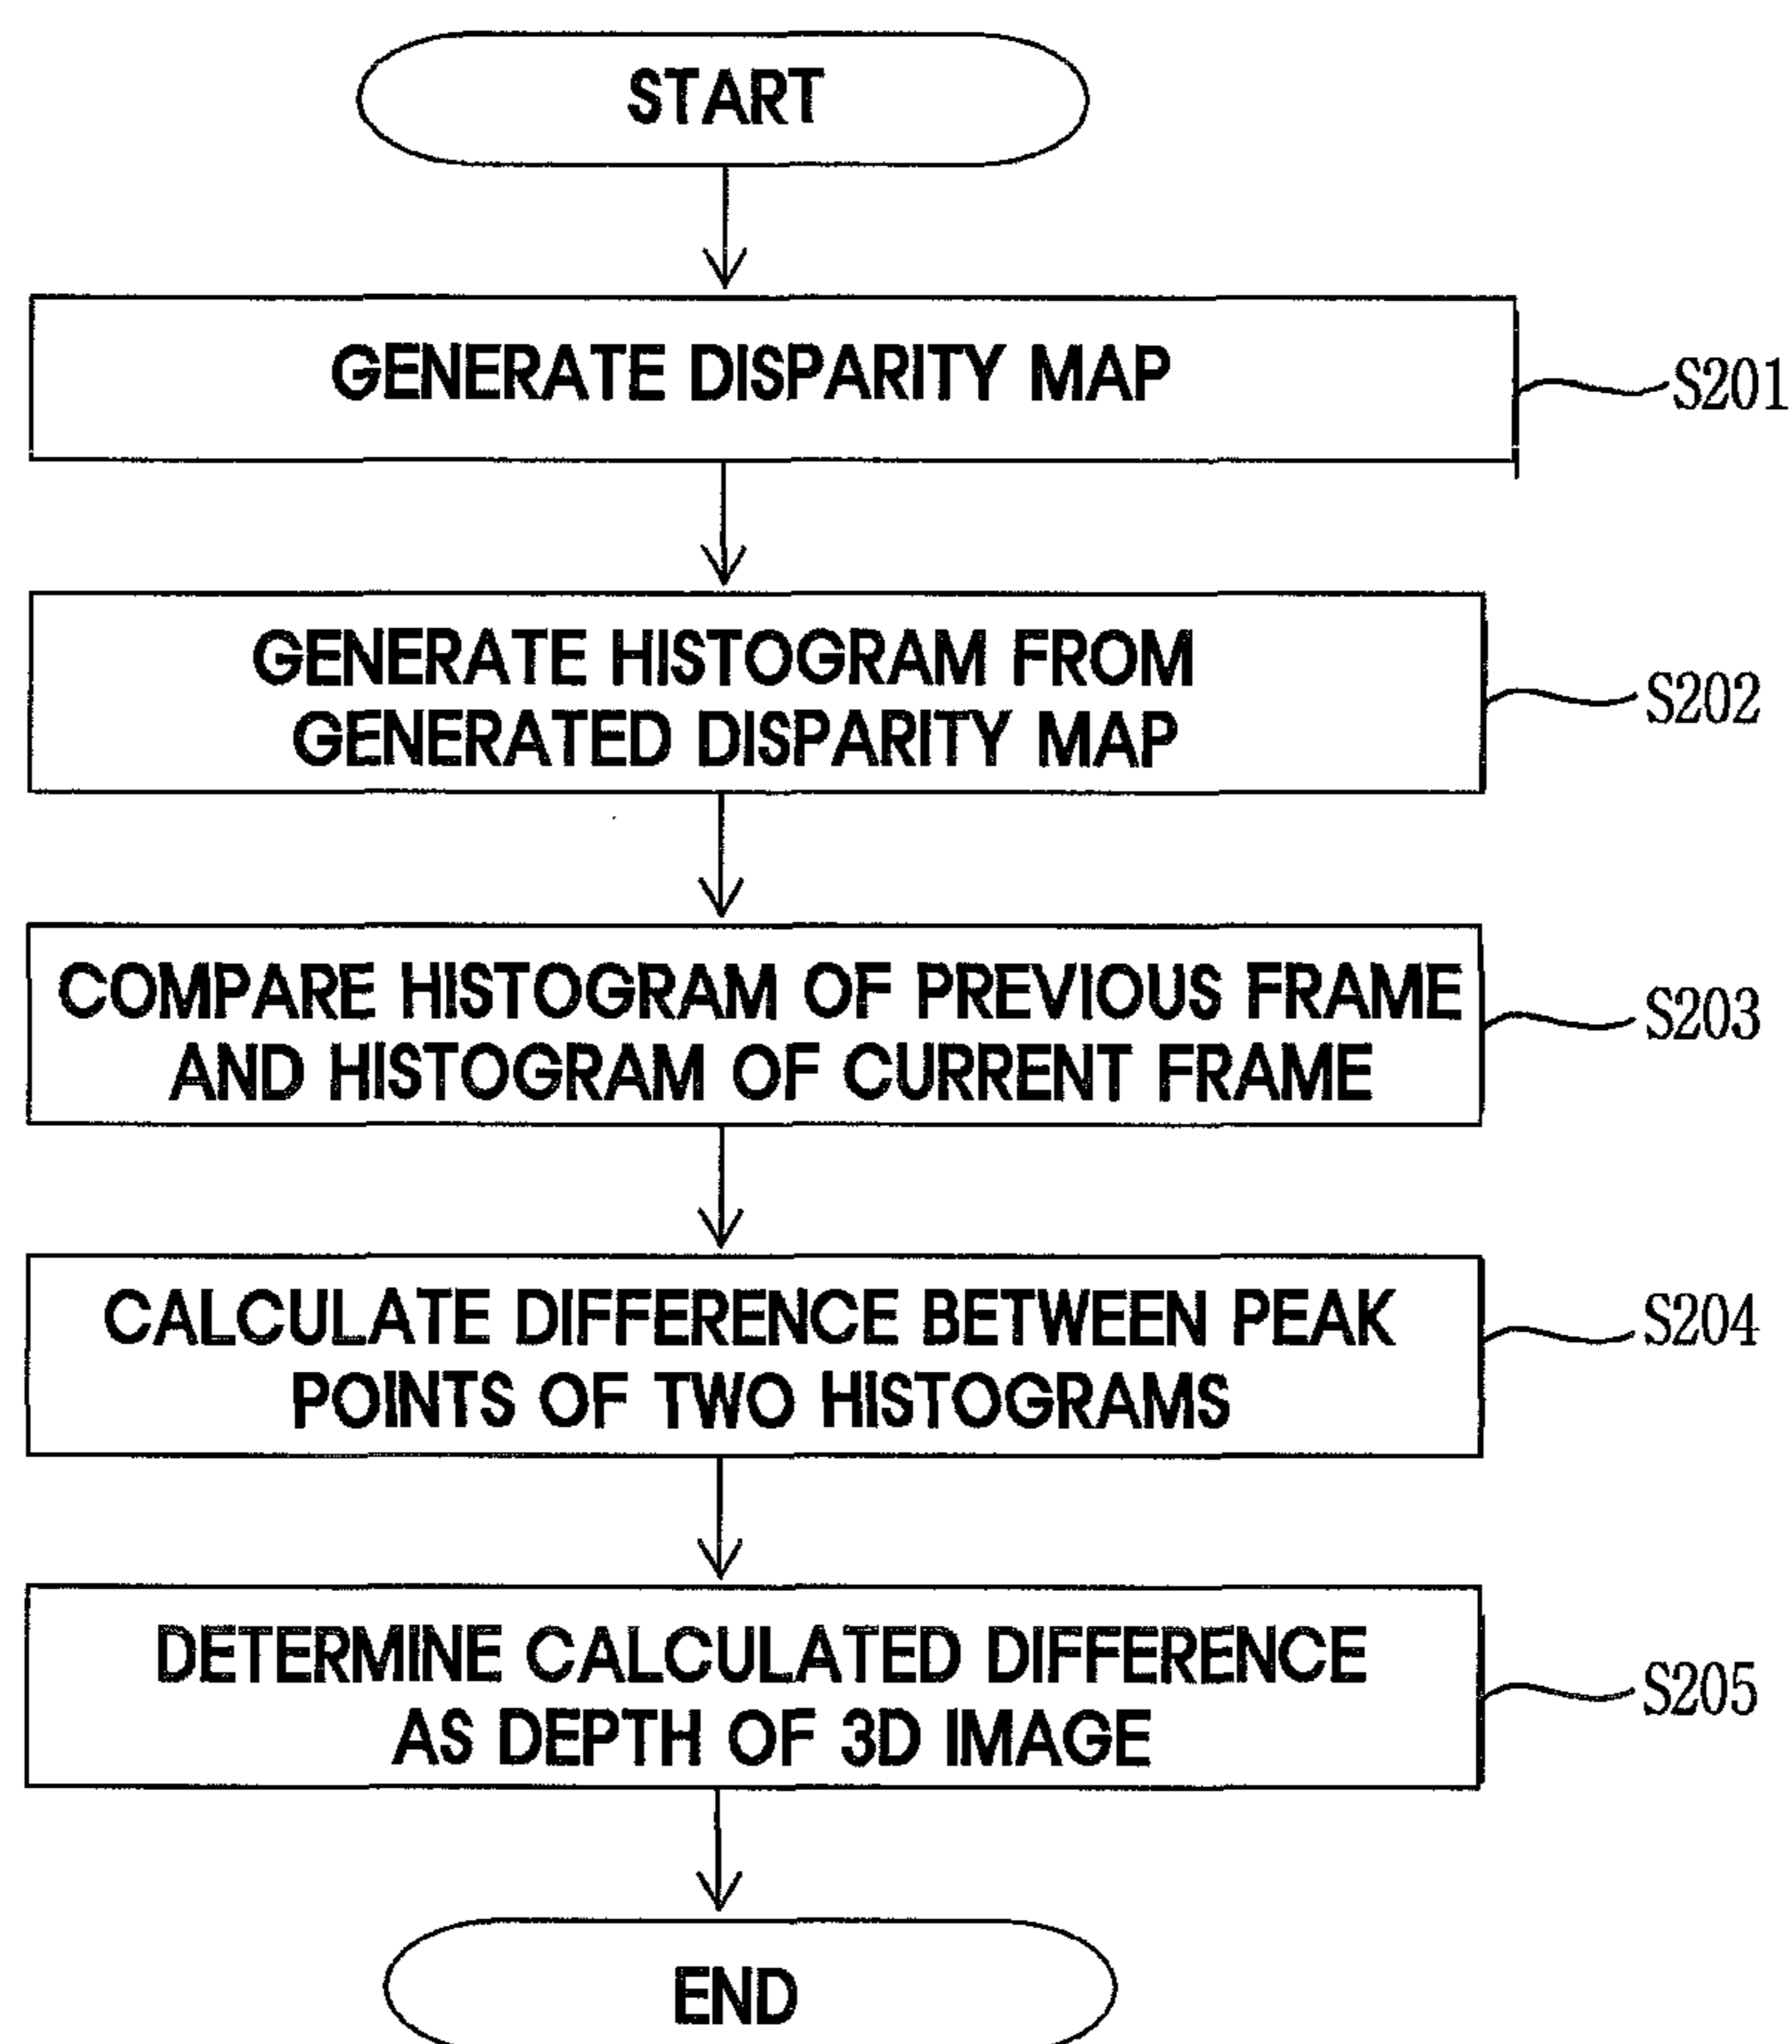 START
GENERATE DISPARITY MAP
S201
GENERATE HISTOGRAM FROM
GENERATED DISPARITY MAP
S202
COMPARE HISTOGRAM OF PREVIOUS FRAME
AND HISTOGRAM OF CURRENT FRAME
S203
CALCULATE DIFFERENCE BETWEEN PEAK
POINTS OF TWO HISTOGRAMS
S204
DETERMINE CALCULATED DIFFERENCE
AS DEPTH OF 3D IMAGE
S205
END